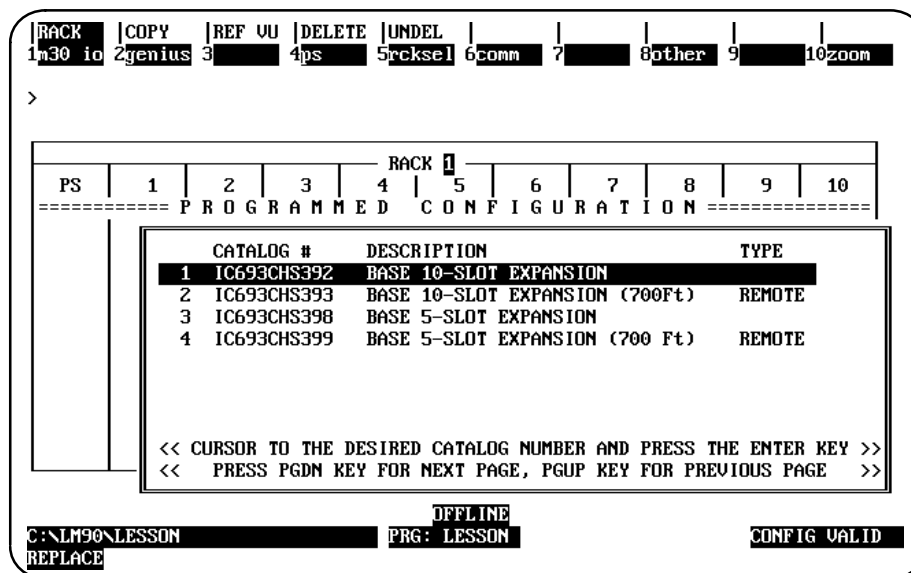 |RACK |COPY |REF VU |DELETE |UNDEL | | | | |
1m30 io 2genius 3 4ps 5rcksel 6comm 7 8other 9 10zoom
>
RACK 1
PS | 1 | 2 | 3 | 4 | 5 | 6 | 7 | 8 | 9 | 10
============= P R O G R A M M E D C O N F I G U R A T I O N ================
CATALOG # DESCRIPTION TYPE
1 IC693CHS392 BASE 10-SLOT EXPANSION
2 IC693CHS393 BASE 10-SLOT EXPANSION (700Ft) REMOTE
3 IC693CHS398 BASE 5-SLOT EXPANSION
4 IC693CHS399 BASE 5-SLOT EXPANSION (700 Ft) REMOTE
<< CURSOR TO THE DESIRED CATALOG NUMBER AND PRESS THE ENTER KEY >>
<< PRESS PGDN KEY FOR NEXT PAGE, PGUP KEY FOR PREVIOUS PAGE >>
OFFLINE
C:\LM90\LESSON PRG: LESSON CONFIG VALID
REPLACE